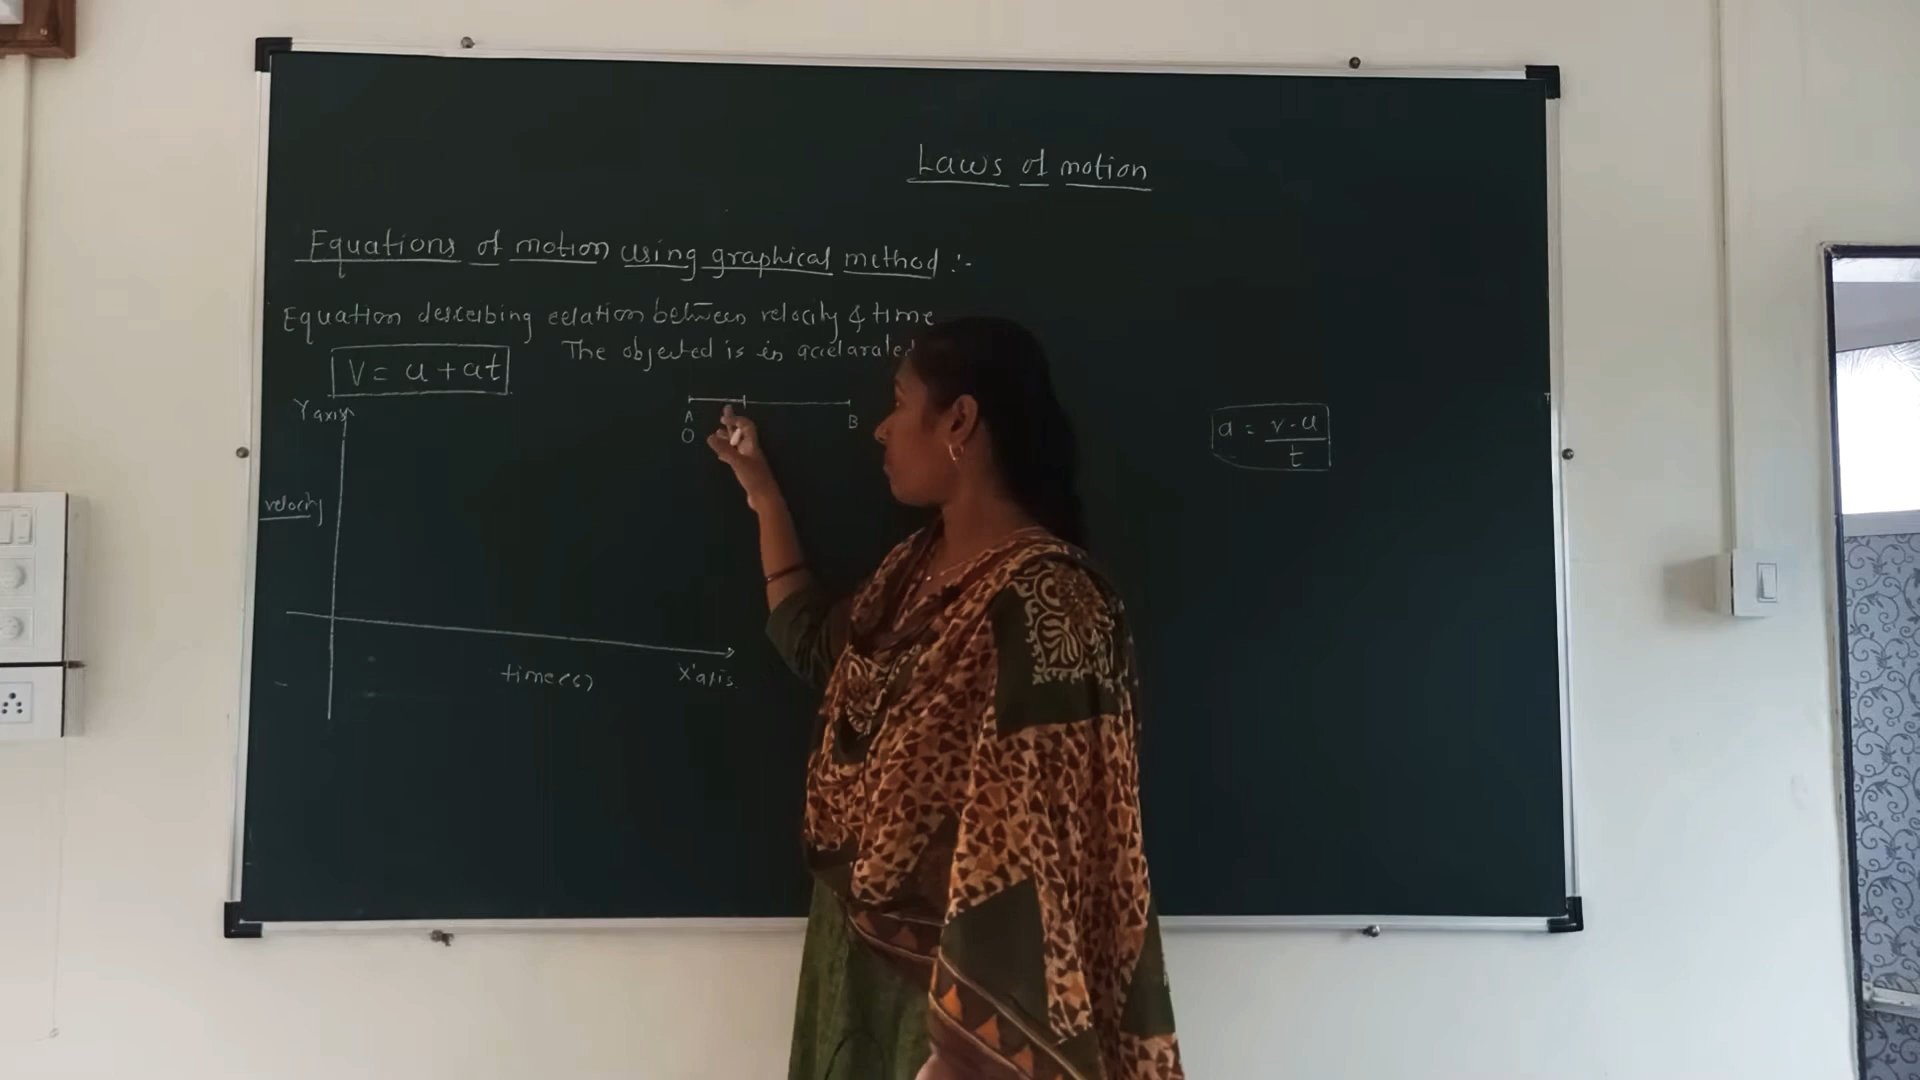 Laws of motion
Equations of motion using graphical method :-
Equation describing relation between velocity & time
The objected is in accelarated
V = u + at
Y axis
A
B
O
a = v - u / t
velocity
time(s)
X axis